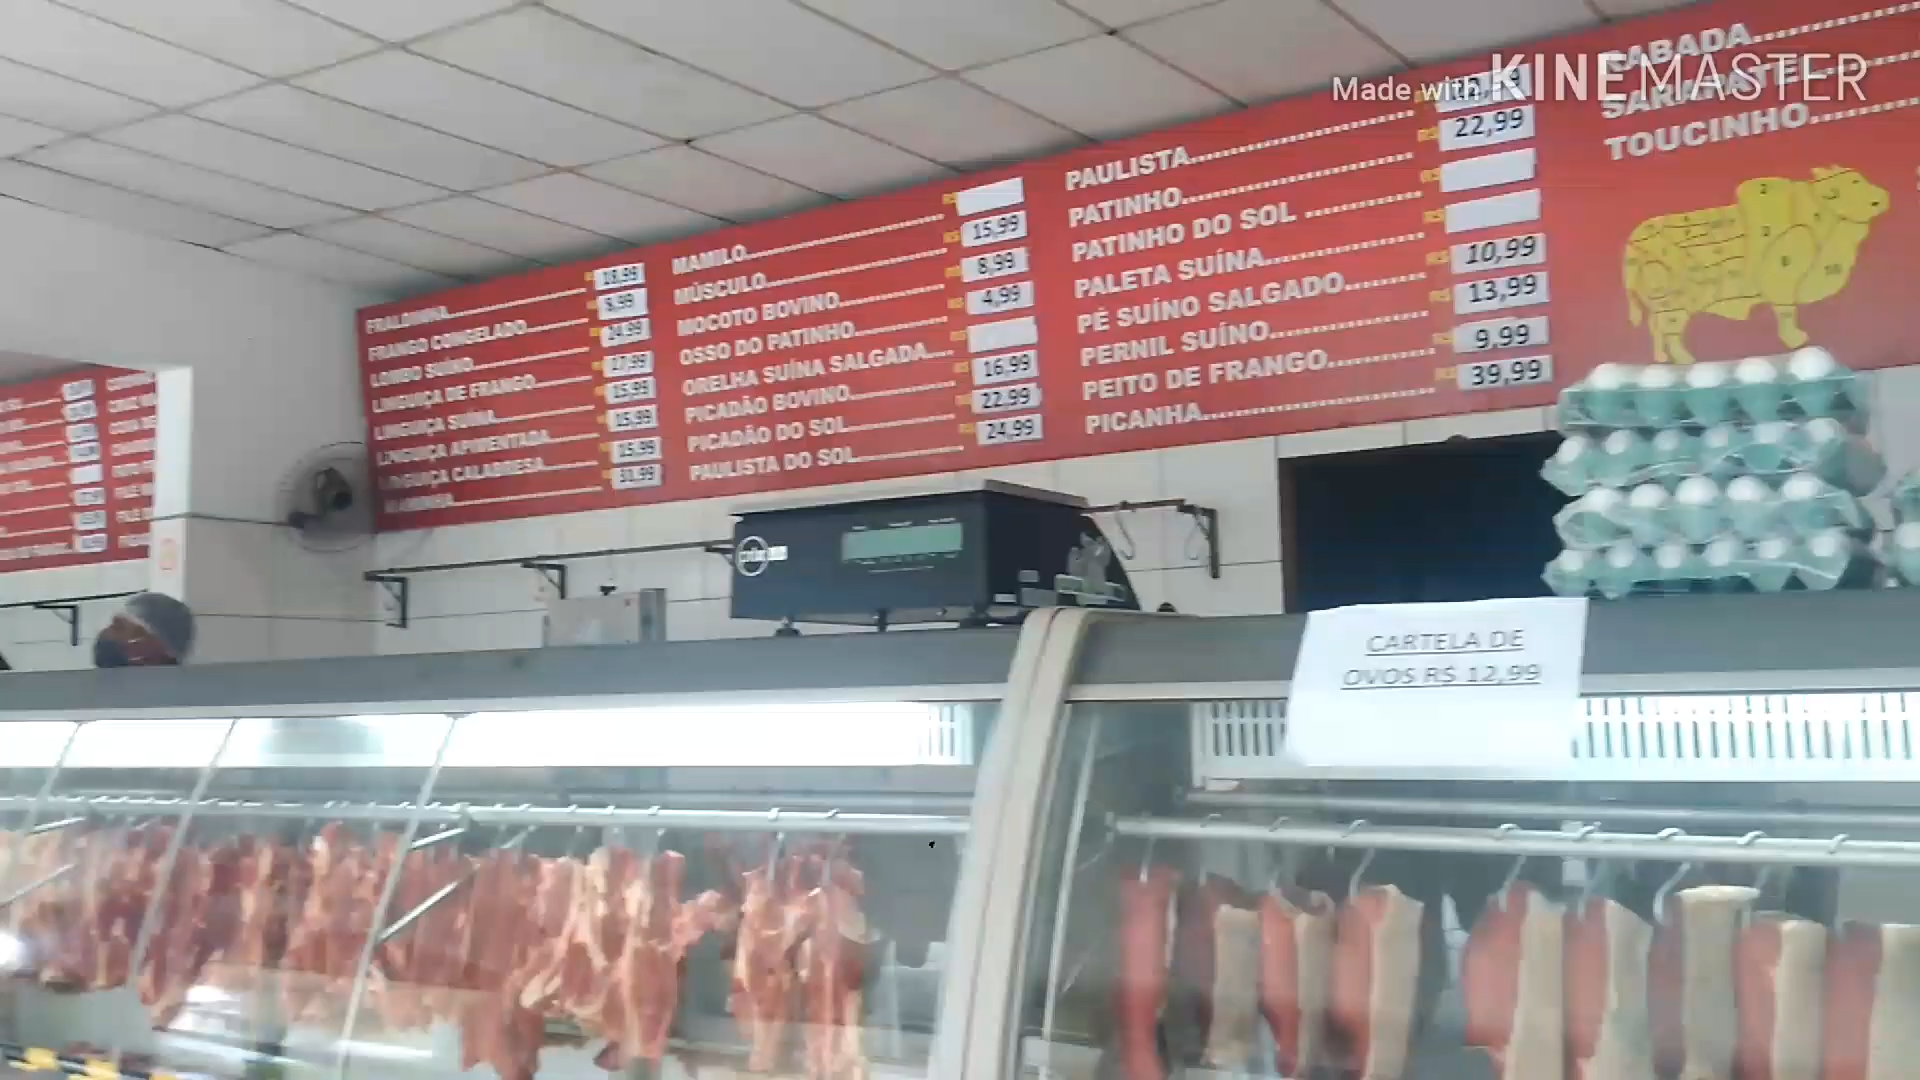 Made with KINEMASTER
FRALDINHA 18,99
FRANGO CONGELADO 8,99
LOMBO SUÍNO 24,99
LINGUIÇA DE FRANGO 17,99
LINGUIÇA SUÍNA 15,99
LINGUIÇA APIMENTADA 15,99
LINGUIÇA CALABRESA 15,99
31,99
MAMILO R$
MÚSCULO R$ 15,99
MOCOTO BOVINO R$ 8,99
OSSO DO PATINHO R$ 4,99
ORELHA SUÍNA SALGADA R$
PICADÃO BOVINO R$ 16,99
PICADÃO DO SOL R$ 22,99
PAULISTA DO SOL R$ 24,99
PAULISTA R$
PATINHO R$ 22,99
PATINHO DO SOL R$
PALETA SUÍNA R$
PÉ SUÍNO SALGADO R$ 10,99
PERNIL SUÍNO R$ 13,99
PEITO DE FRANGO R$ 9,99
PICANHA R$ 39,99
RABADA
SARAPATEL
TOUCINHO
CARTELA DE
OVOS R$ 12,99